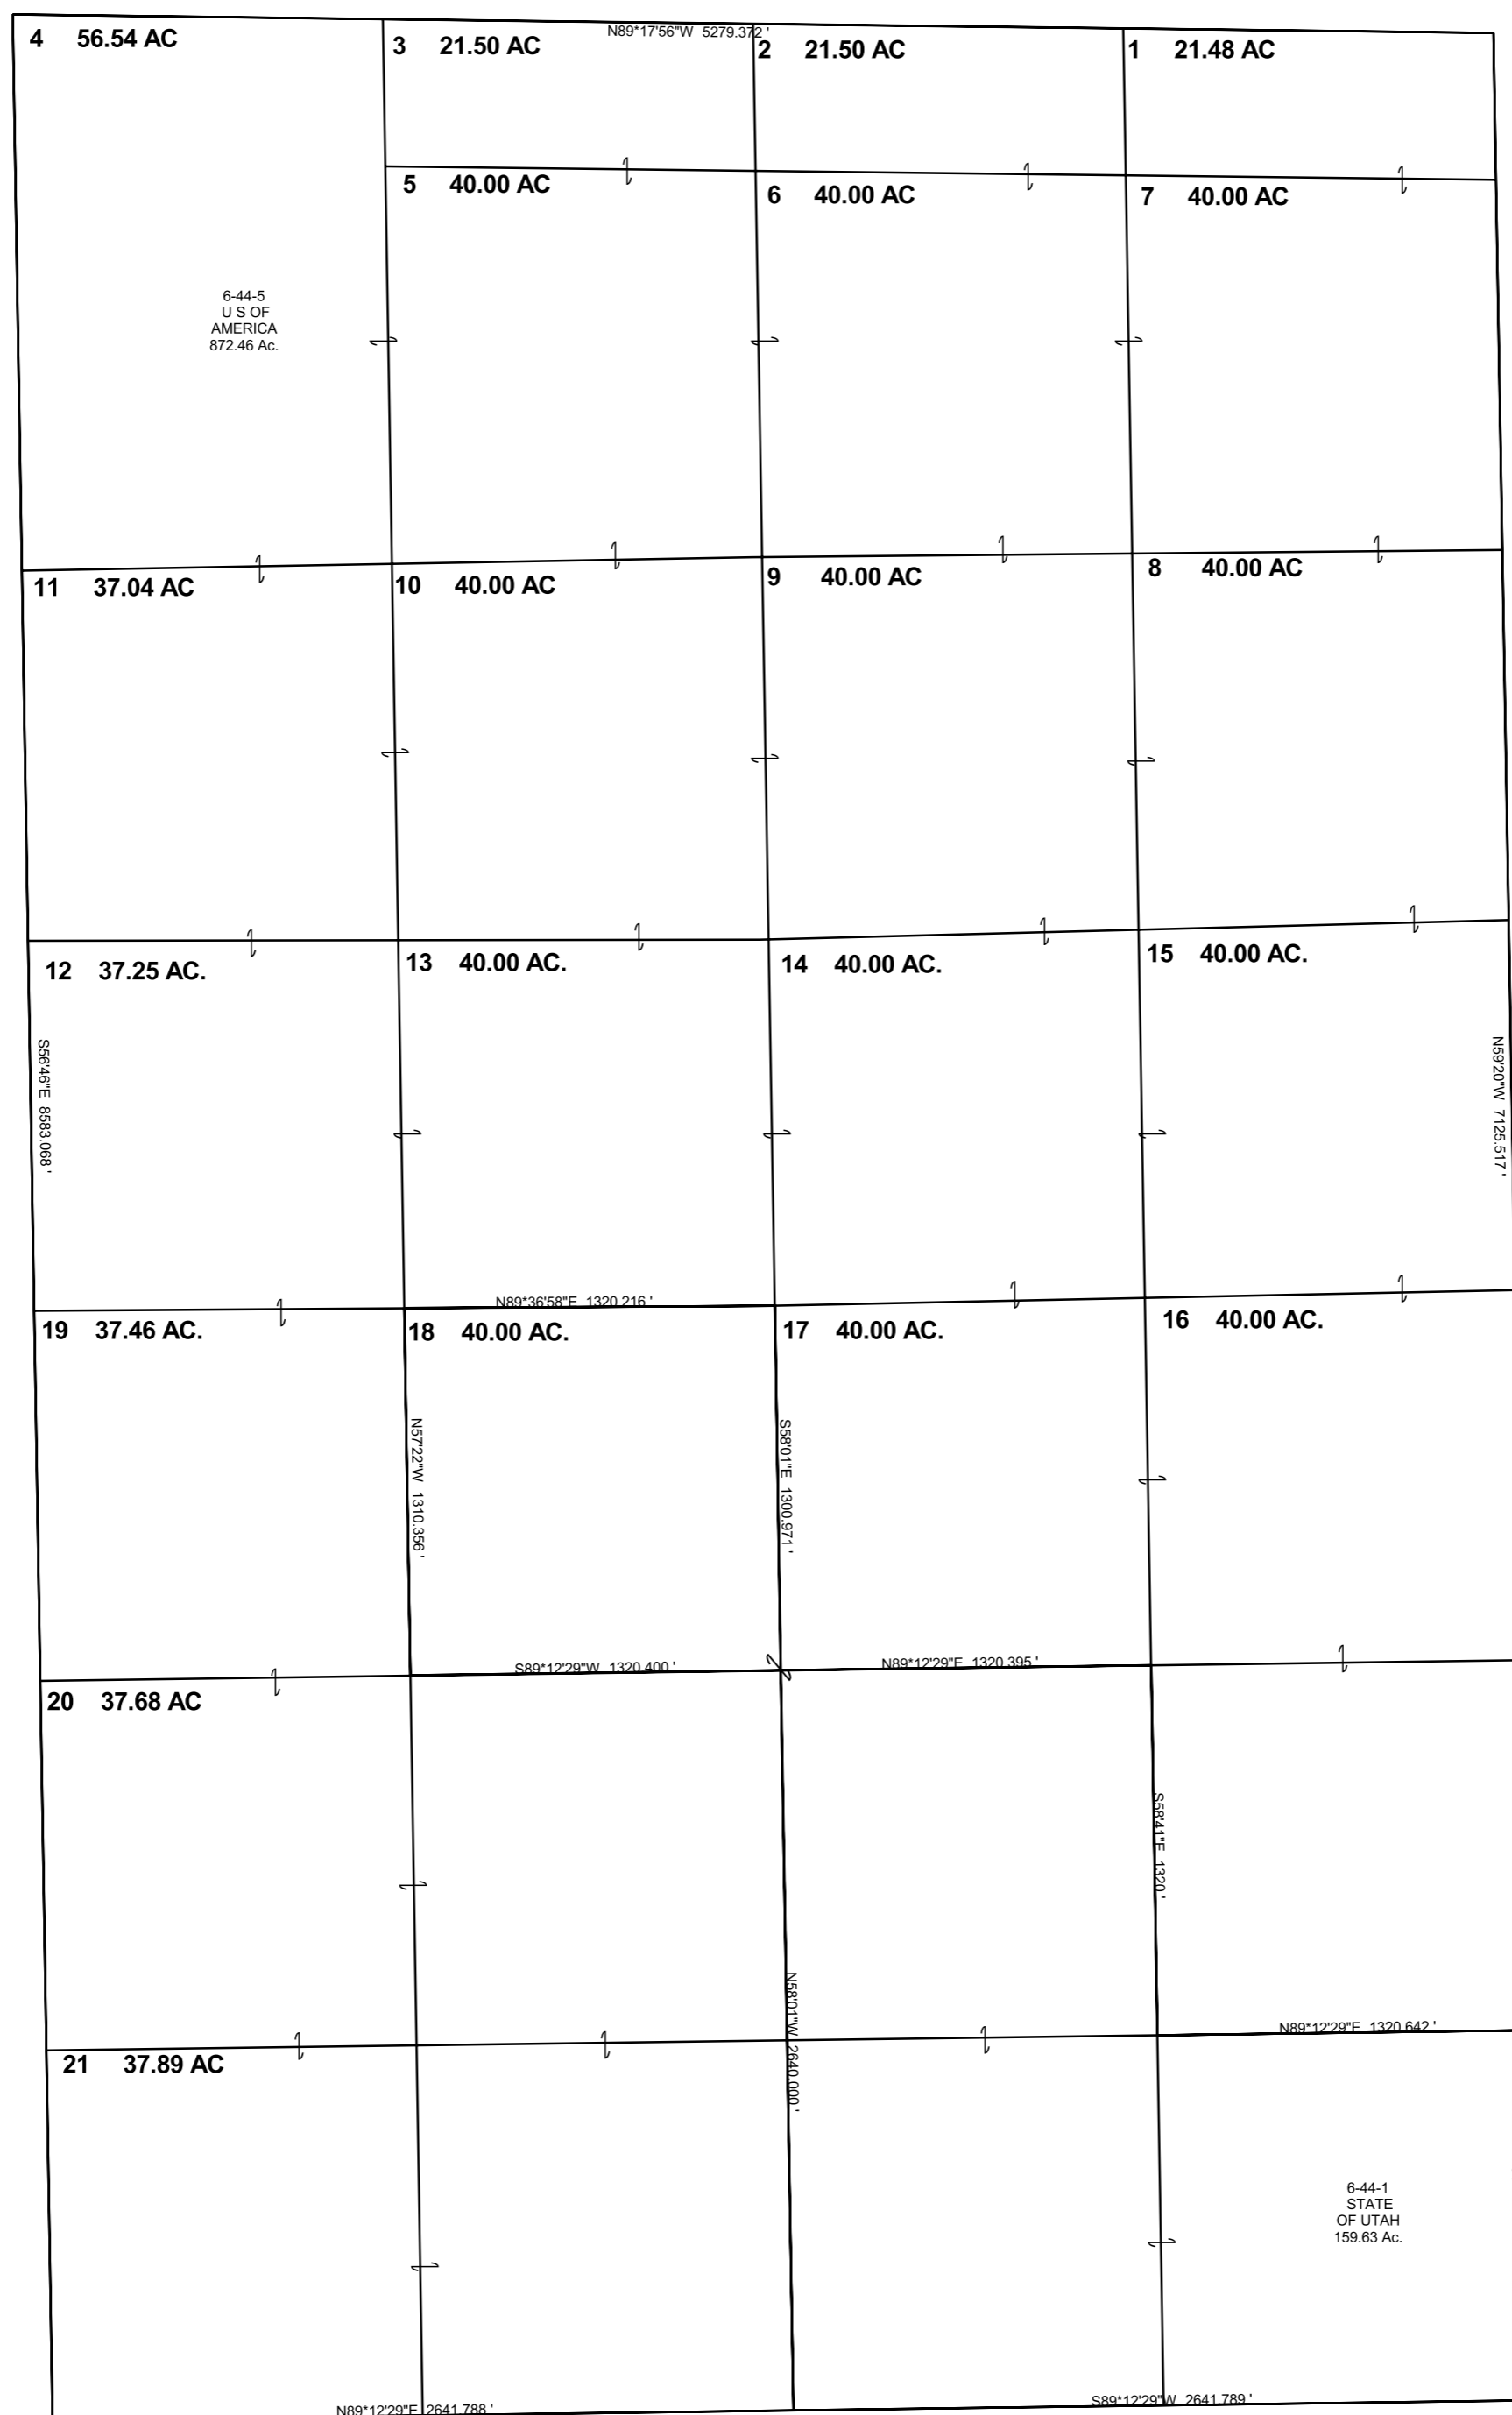 N89*17'56"W 5279.372 '
4 56.54 AC
3 21.50 AC
2 21.50 AC
1 21.48 AC
5 40.00 AC
6 40.00 AC
7 40.00 AC
6-44-5
U S OF
AMERICA
872.46 Ac.
11 37.04 AC
10 40.00 AC
9 40.00 AC
8 40.00 AC
12 37.25 AC.
13 40.00 AC.
14 40.00 AC.
15 40.00 AC.
S56'46"E 8583.068 '
N59'20"W 7125.517 '
N89*36'58"E 1320.216 '
19 37.46 AC.
18 40.00 AC.
17 40.00 AC.
16 40.00 AC.
N57'22"W 1310.356 '
S58'01"E 1300.971 '
S89*12'29"W 1320.400 '
N89*12'29"E 1320.395 '
20 37.68 AC
S58'41"E 1320 '
N58'01"W 2640.000 '
N89*12'29"E 1320.642 '
21 37.89 AC
6-44-1
STATE
OF UTAH
159.63 Ac.
N89*12'29"E 2641.788 '
S89*12'29"W 2641.789 '